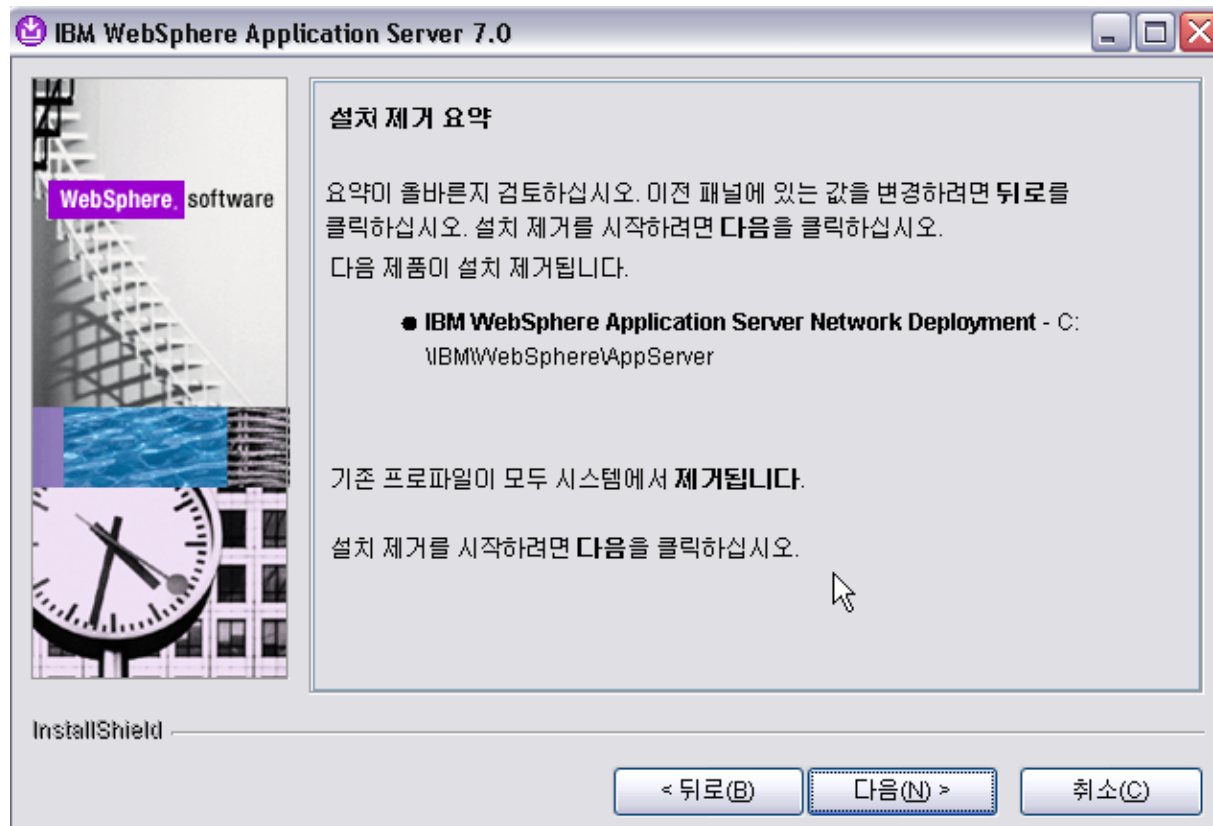 IBM WebSphere Application Server 7.0
WebSphere. software
설치 제거 요약
요약이 올바른지 검토하십시오. 이전 패널에 있는 값을 변경하려면 뒤로를
클릭하십시오. 설치 제거를 시작하려면 다음을 클릭하십시오.
다음 제품이 설치 제거됩니다.
● IBM WebSphere Application Server Network Deployment - C:
\IBM\WebSphere\AppServer
기존 프로파일이 모두 시스템에서 제거됩니다.
설치 제거를 시작하려면 다음을 클릭하십시오.
InstallShield
< 뒤로(B)
다음(N) >
취소(C)